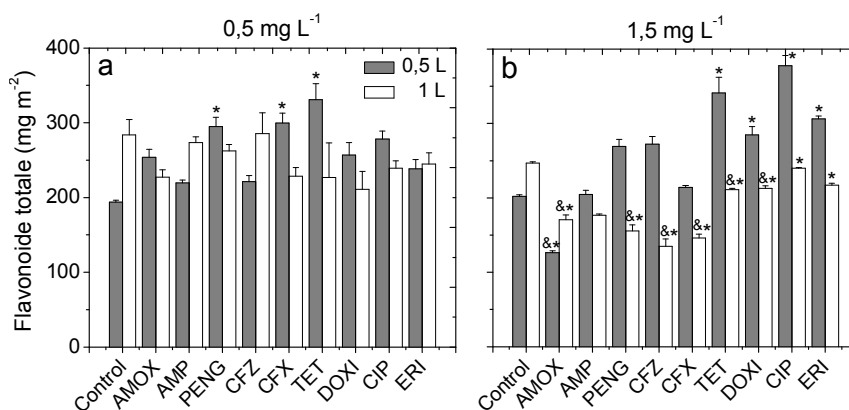 0,5 mg L⁻¹
1,5 mg L⁻¹
Flavonoide totale (mg m⁻²)
400
300
200
100
0
a
0,5 L
1 L
*
*
*
Control
AMOX
AMP
PENG
CFZ
CFX
TET
DOXI
CIP
ERI
b
&*
&*
&*
&*
&*
*
&*
*
&*
*
*
*
*
Control
AMOX
AMP
PENG
CFZ
CFX
TET
DOXI
CIP
ERI